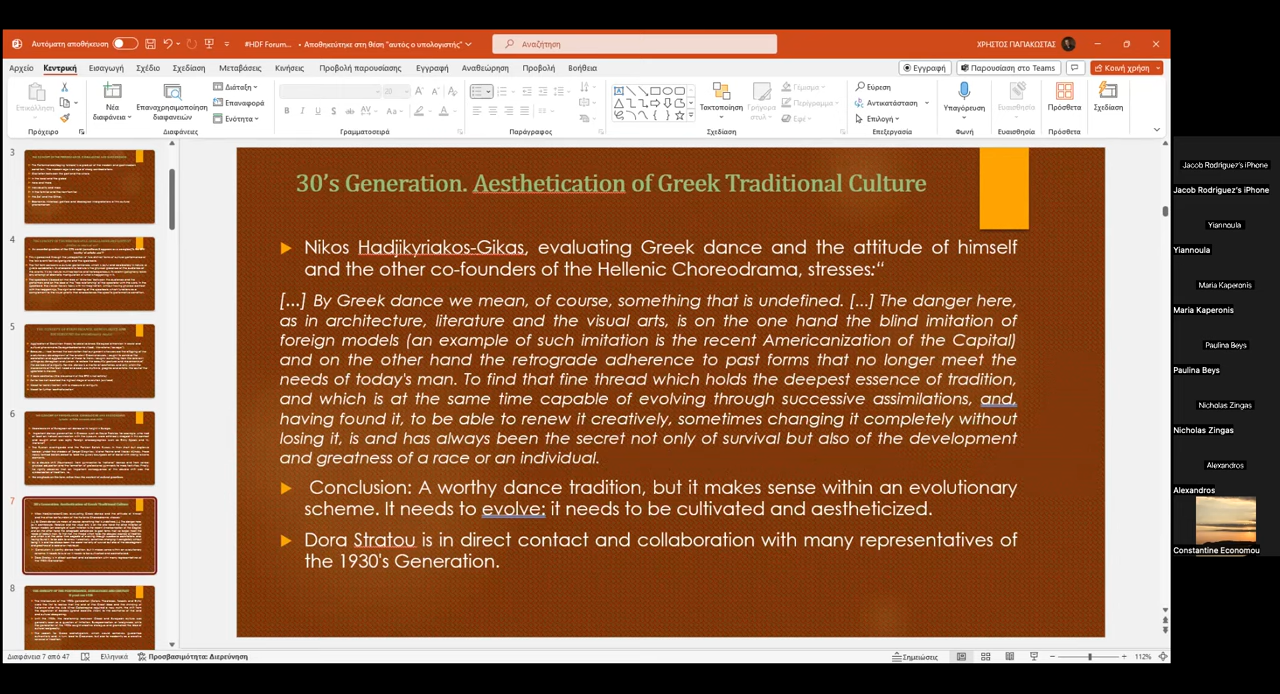 Αυτόματη αποθήκευση
#HDF Forum... • Αποθηκεύτηκε στη θέση "αυτός ο υπολογιστής"
Αναζήτηση
ΧΡΗΣΤΟΣ ΠΑΠΑΚΩΣΤΑΣ
Αρχείο Κεντρική Εισαγωγή Σχέδιο Σχεδίαση Μεταβάσεις Κινήσεις Προβολή παρουσίασης Εγγραφή Αναθεώρηση Προβολή Βοήθεια
Εγγραφή Παρουσίαση στο Teams Κοινή χρήση
Επικόλληση
Νέα διαφάνεια
Επαναχρησιμοποίηση διαφανειών
Διάταξη
Επαναφορά
Ενότητα
Τακτοποίηση
Γρήγορα στυλ
Γέμισμα
Περίγραμμα
Εφέ
Εύρεση
Αντικατάσταση
Επιλογή
Υπαγόρευση
Ευαισθησία
Πρόσθετα
Σχεδίαση
Πρόχειρο Διαφάνειες Γραμματοσειρά Παράγραφος Σχεδίαση Επεξεργασία Φωνή Ευαισθησία Πρόσθετα
3
4
5
6
7
8
30's Generation. Aesthetication of Greek Traditional Culture
Nikos Hadjikyriakos-Gikas, evaluating Greek dance and the attitude of himself
and the other co-founders of the Hellenic Choreodrama, stresses:"
[...] By Greek dance we mean, of course, something that is undefined. [...] The danger here,
as in architecture, literature and the visual arts, is on the one hand the blind imitation of
foreign models (an example of such imitation is the recent Americanization of the Capital)
and on the other hand the retrograde adherence to patterns that no longer meet the
needs of today's man. To find that fine thread which holds the deepest essence of tradition,
and which is at the same time capable of evolving through successive assimilations, and,
having found it, to be able to renew it creatively, sometimes changing it completely without
losing it, is and has always been the secret not only of survival but also of the development
and greatness of a race or an individual.
Conclusion: A worthy dance tradition, but it makes sense within an evolutionary
scheme. It needs to evolve: it needs to be cultivated and aestheticized.
Dora Stratou is in direct contact and collaboration with many representatives of
the 1930's Generation.
Διαφάνεια 7 από 47 Ελληνικά Προσβασιμότητα: Διερεύνηση
Σημειώσεις
112%
Jacob Rodriguez's iPhone
Jacob Rodriguez's iPhone
Yiannoula
Yiannoula
Maria Kaperonis
Maria Kaperonis
Paulina Beys
Paulina Beys
Nicholas Zingas
Nicholas Zingas
Alexandros
Alexandros
Constantine Economou